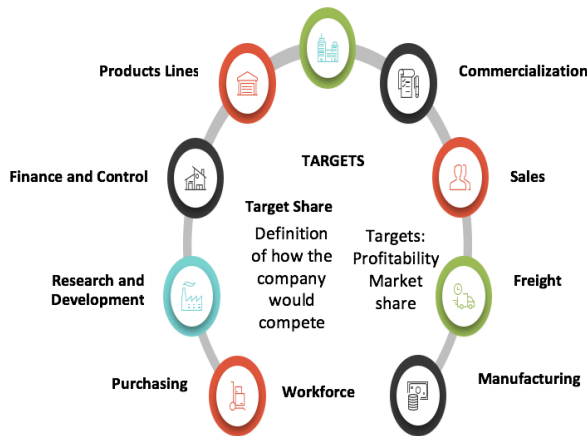 Products Lines
Commercialization
TARGETS
Finance and Control
Sales
Target Share
Definition
of how the
company
would
compete
Targets:
Profitability
Market
share
Research and
Development
Freight
Purchasing
Workforce
Manufacturing